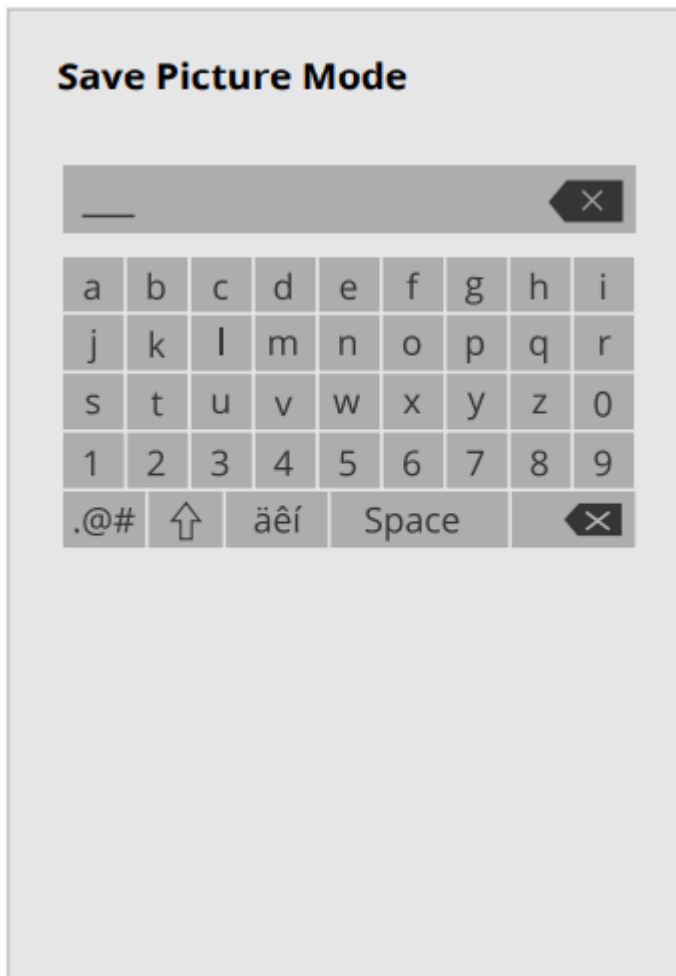 Save Picture Mode
a b c d e f g h i
j k l m n o p q r
s t u v w x y z 0
1 2 3 4 5 6 7 8 9
.@# äêí Space